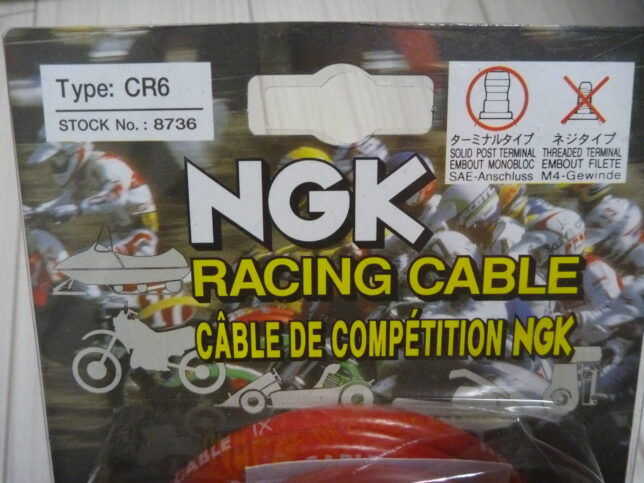 Type: CR6
STOCK No.: 8736
ターミナルタイプ
SOLID POST TERMINAL
EMBOUT MONOBLOC
SAE-Anschluss
ネジタイプ
THREADED TERMINAL
EMBOUT FILETE
M4-Gewinde
NGK
RACING CABLE
CÂBLE DE COMPÉTITION NGK
CABLE IX